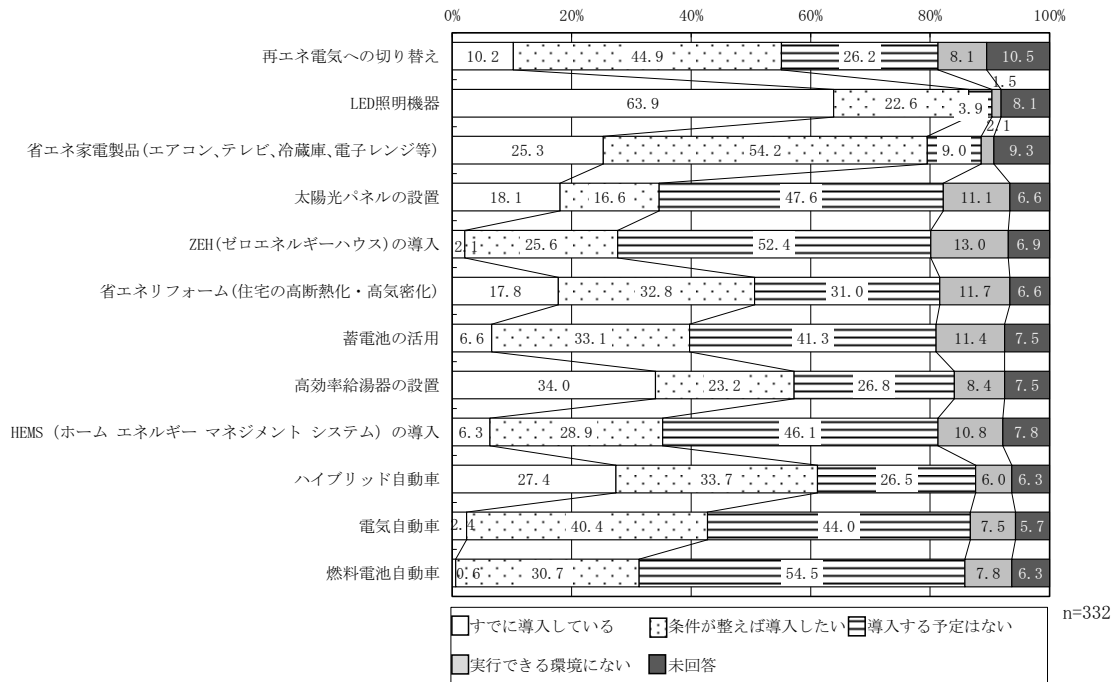 0% 20% 40% 60% 80% 100%
再エネ電気への切り替え 10.2 44.9 26.2 8.1 10.5
LED照明機器 63.9 22.6 3.9 1.5 8.1
省エネ家電製品(エアコン、テレビ、冷蔵庫、電子レンジ等) 25.3 54.2 9.0 2.1 9.3
太陽光パネルの設置 18.1 16.6 47.6 11.1 6.6
ZEH(ゼロエネルギーハウス)の導入 2.1 25.6 52.4 13.0 6.9
省エネリフォーム(住宅の高断熱化・高気密化) 17.8 32.8 31.0 11.7 6.6
蓄電池の活用 6.6 33.1 41.3 11.4 7.5
高効率給湯器の設置 34.0 23.2 26.8 8.4 7.5
HEMS (ホーム エネルギー マネジメント システム) の導入 6.3 28.9 46.1 10.8 7.8
ハイブリッド自動車 27.4 33.7 26.5 6.0 6.3
電気自動車 2.4 40.4 44.0 7.5 5.7
燃料電池自動車 0.6 30.7 54.5 7.8 6.3
n=332
すでに導入している 条件が整えば導入したい 導入する予定はない
実行できる環境にない 未回答